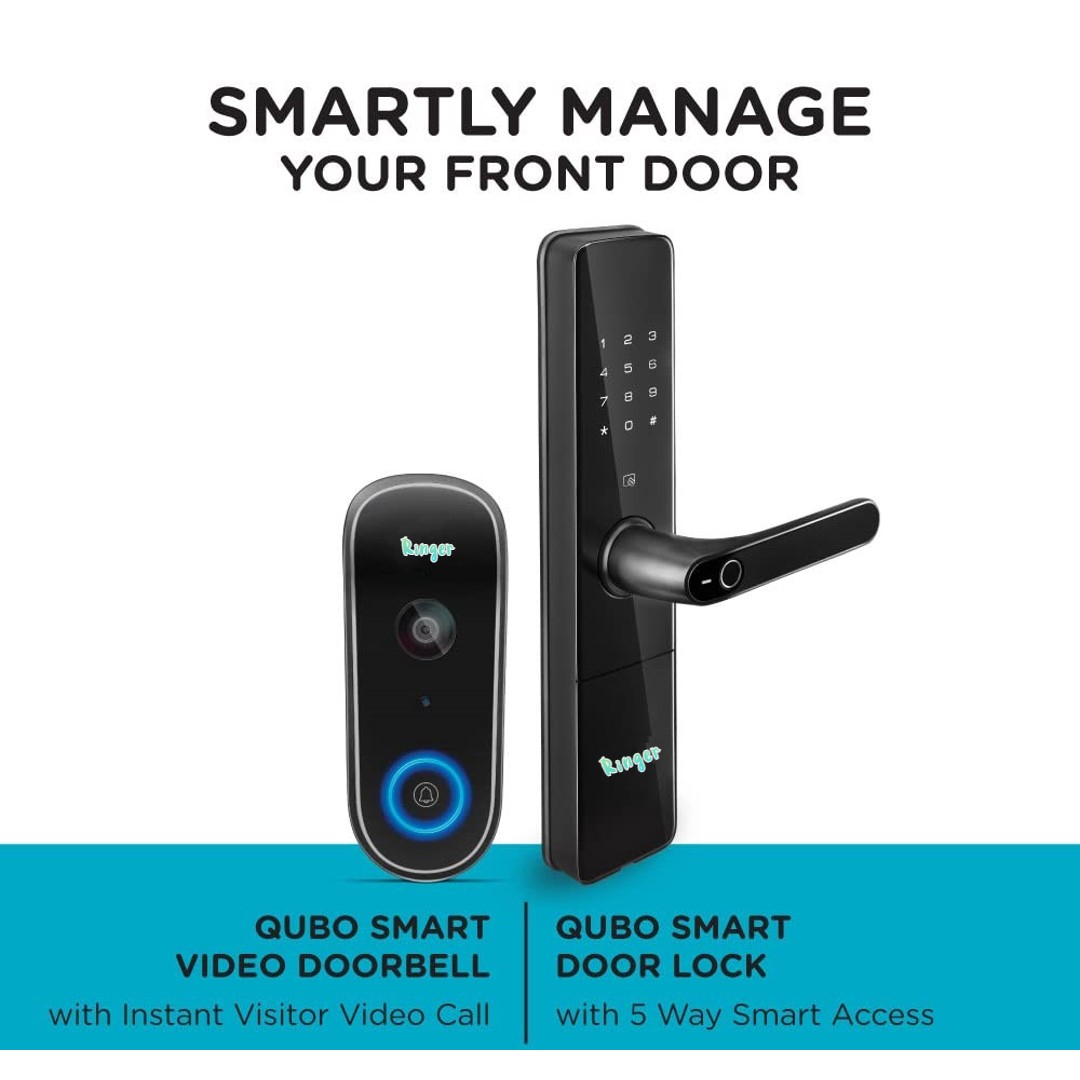 SMARTLY MANAGE
YOUR FRONT DOOR
1 2 3
4 5 6
7 8 9
* 0 #
Ringer
Ringer
QUBO SMART
VIDEO DOORBELL
with Instant Visitor Video Call
QUBO SMART
DOOR LOCK
with 5 Way Smart Access